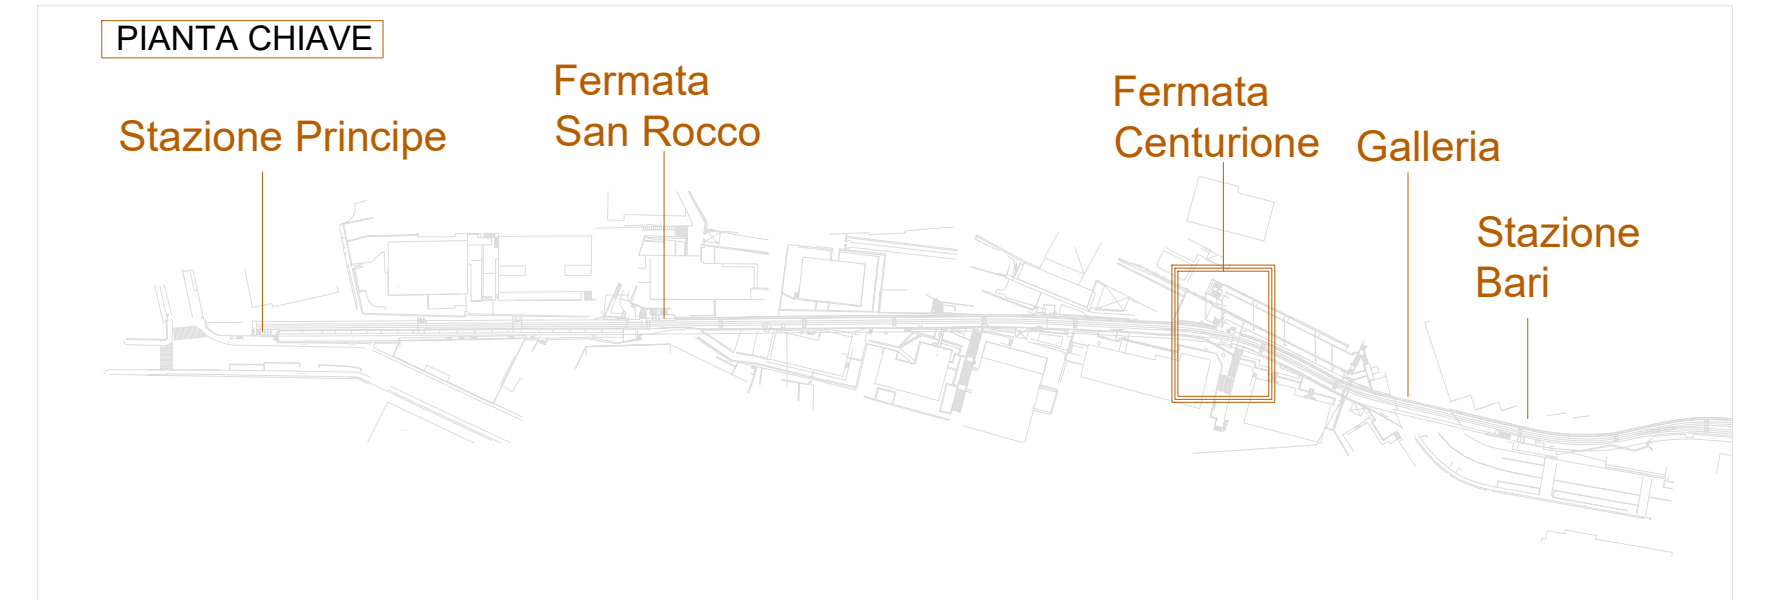 PIANTA CHIAVE
Stazione Principe
Fermata
San Rocco
Fermata
Centurione
Galleria
Stazione
Bari